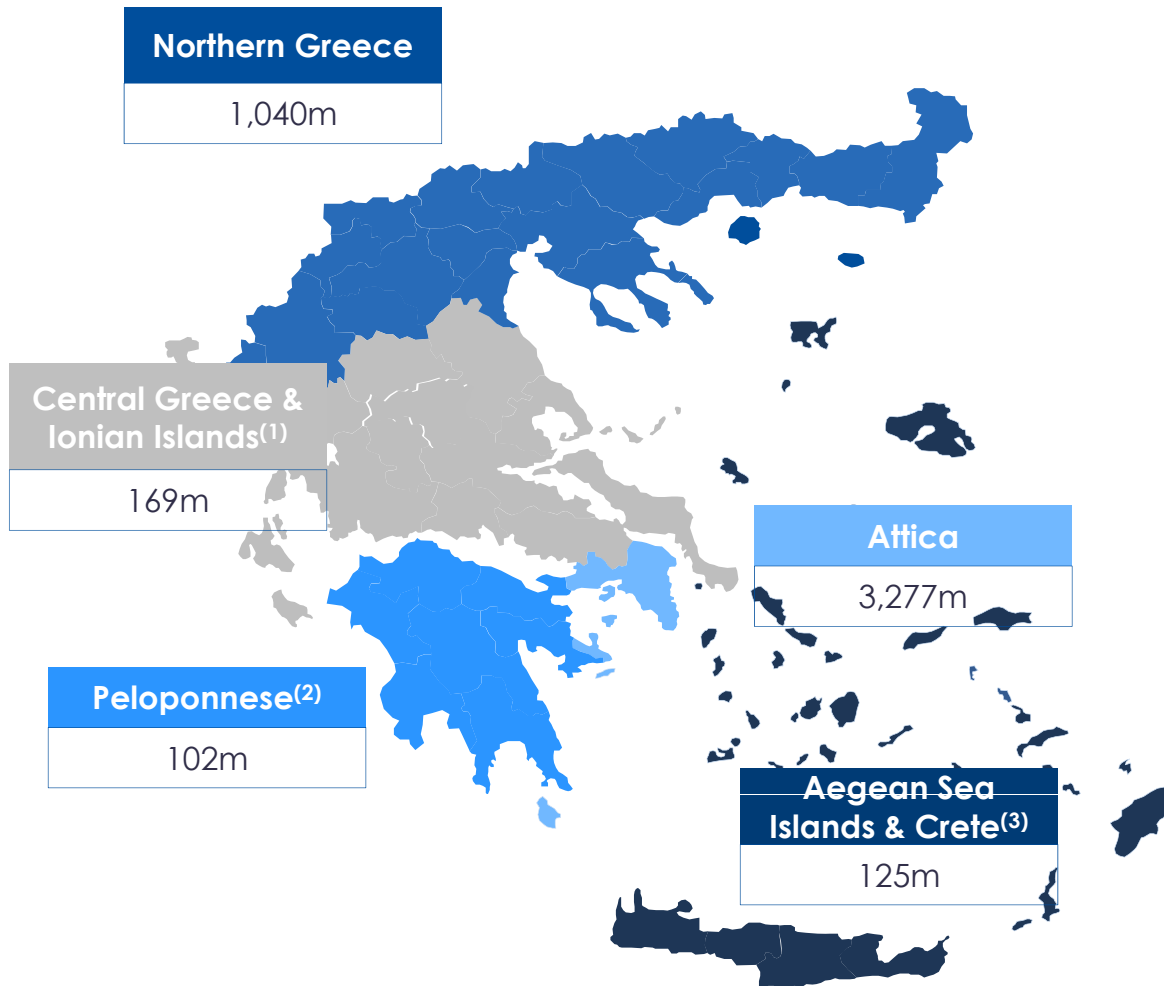 Northern Greece
1,040m
Central Greece &
Ionian Islands(1)
169m
Attica
3,277m
Peloponnese(2)
102m
Aegean Sea
Islands & Crete(3)
125m